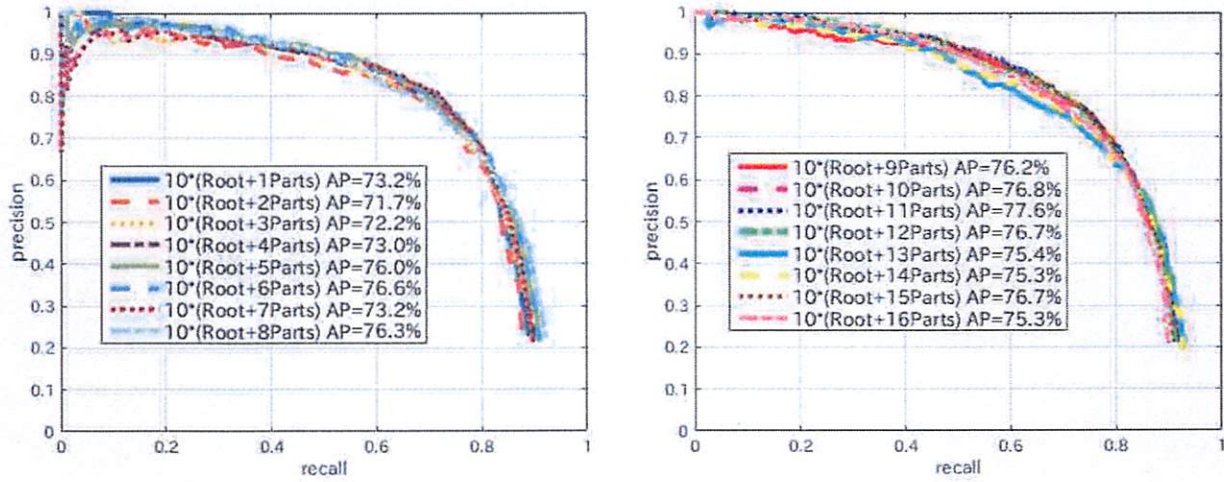 1
0.9
0.8
0.7
0.6
0.5
0.4
0.3
0.2
0.1
0
precision
10*(Root+1Parts) AP=73.2%
10*(Root+2Parts) AP=71.7%
10*(Root+3Parts) AP=72.2%
10*(Root+4Parts) AP=73.0%
10*(Root+5Parts) AP=76.0%
10*(Root+6Parts) AP=76.6%
10*(Root+7Parts) AP=73.2%
10*(Root+8Parts) AP=76.3%
0 0.2 0.4 0.6 0.8 1
recall
1
0.9
0.8
0.7
0.6
0.5
0.4
0.3
0.2
0.1
0
precision
10*(Root+9Parts) AP=76.2%
10*(Root+10Parts) AP=76.8%
10*(Root+11Parts) AP=77.6%
10*(Root+12Parts) AP=76.7%
10*(Root+13Parts) AP=75.4%
10*(Root+14Parts) AP=75.3%
10*(Root+15Parts) AP=76.7%
10*(Root+16Parts) AP=75.3%
0 0.2 0.4 0.6 0.8 1
recall